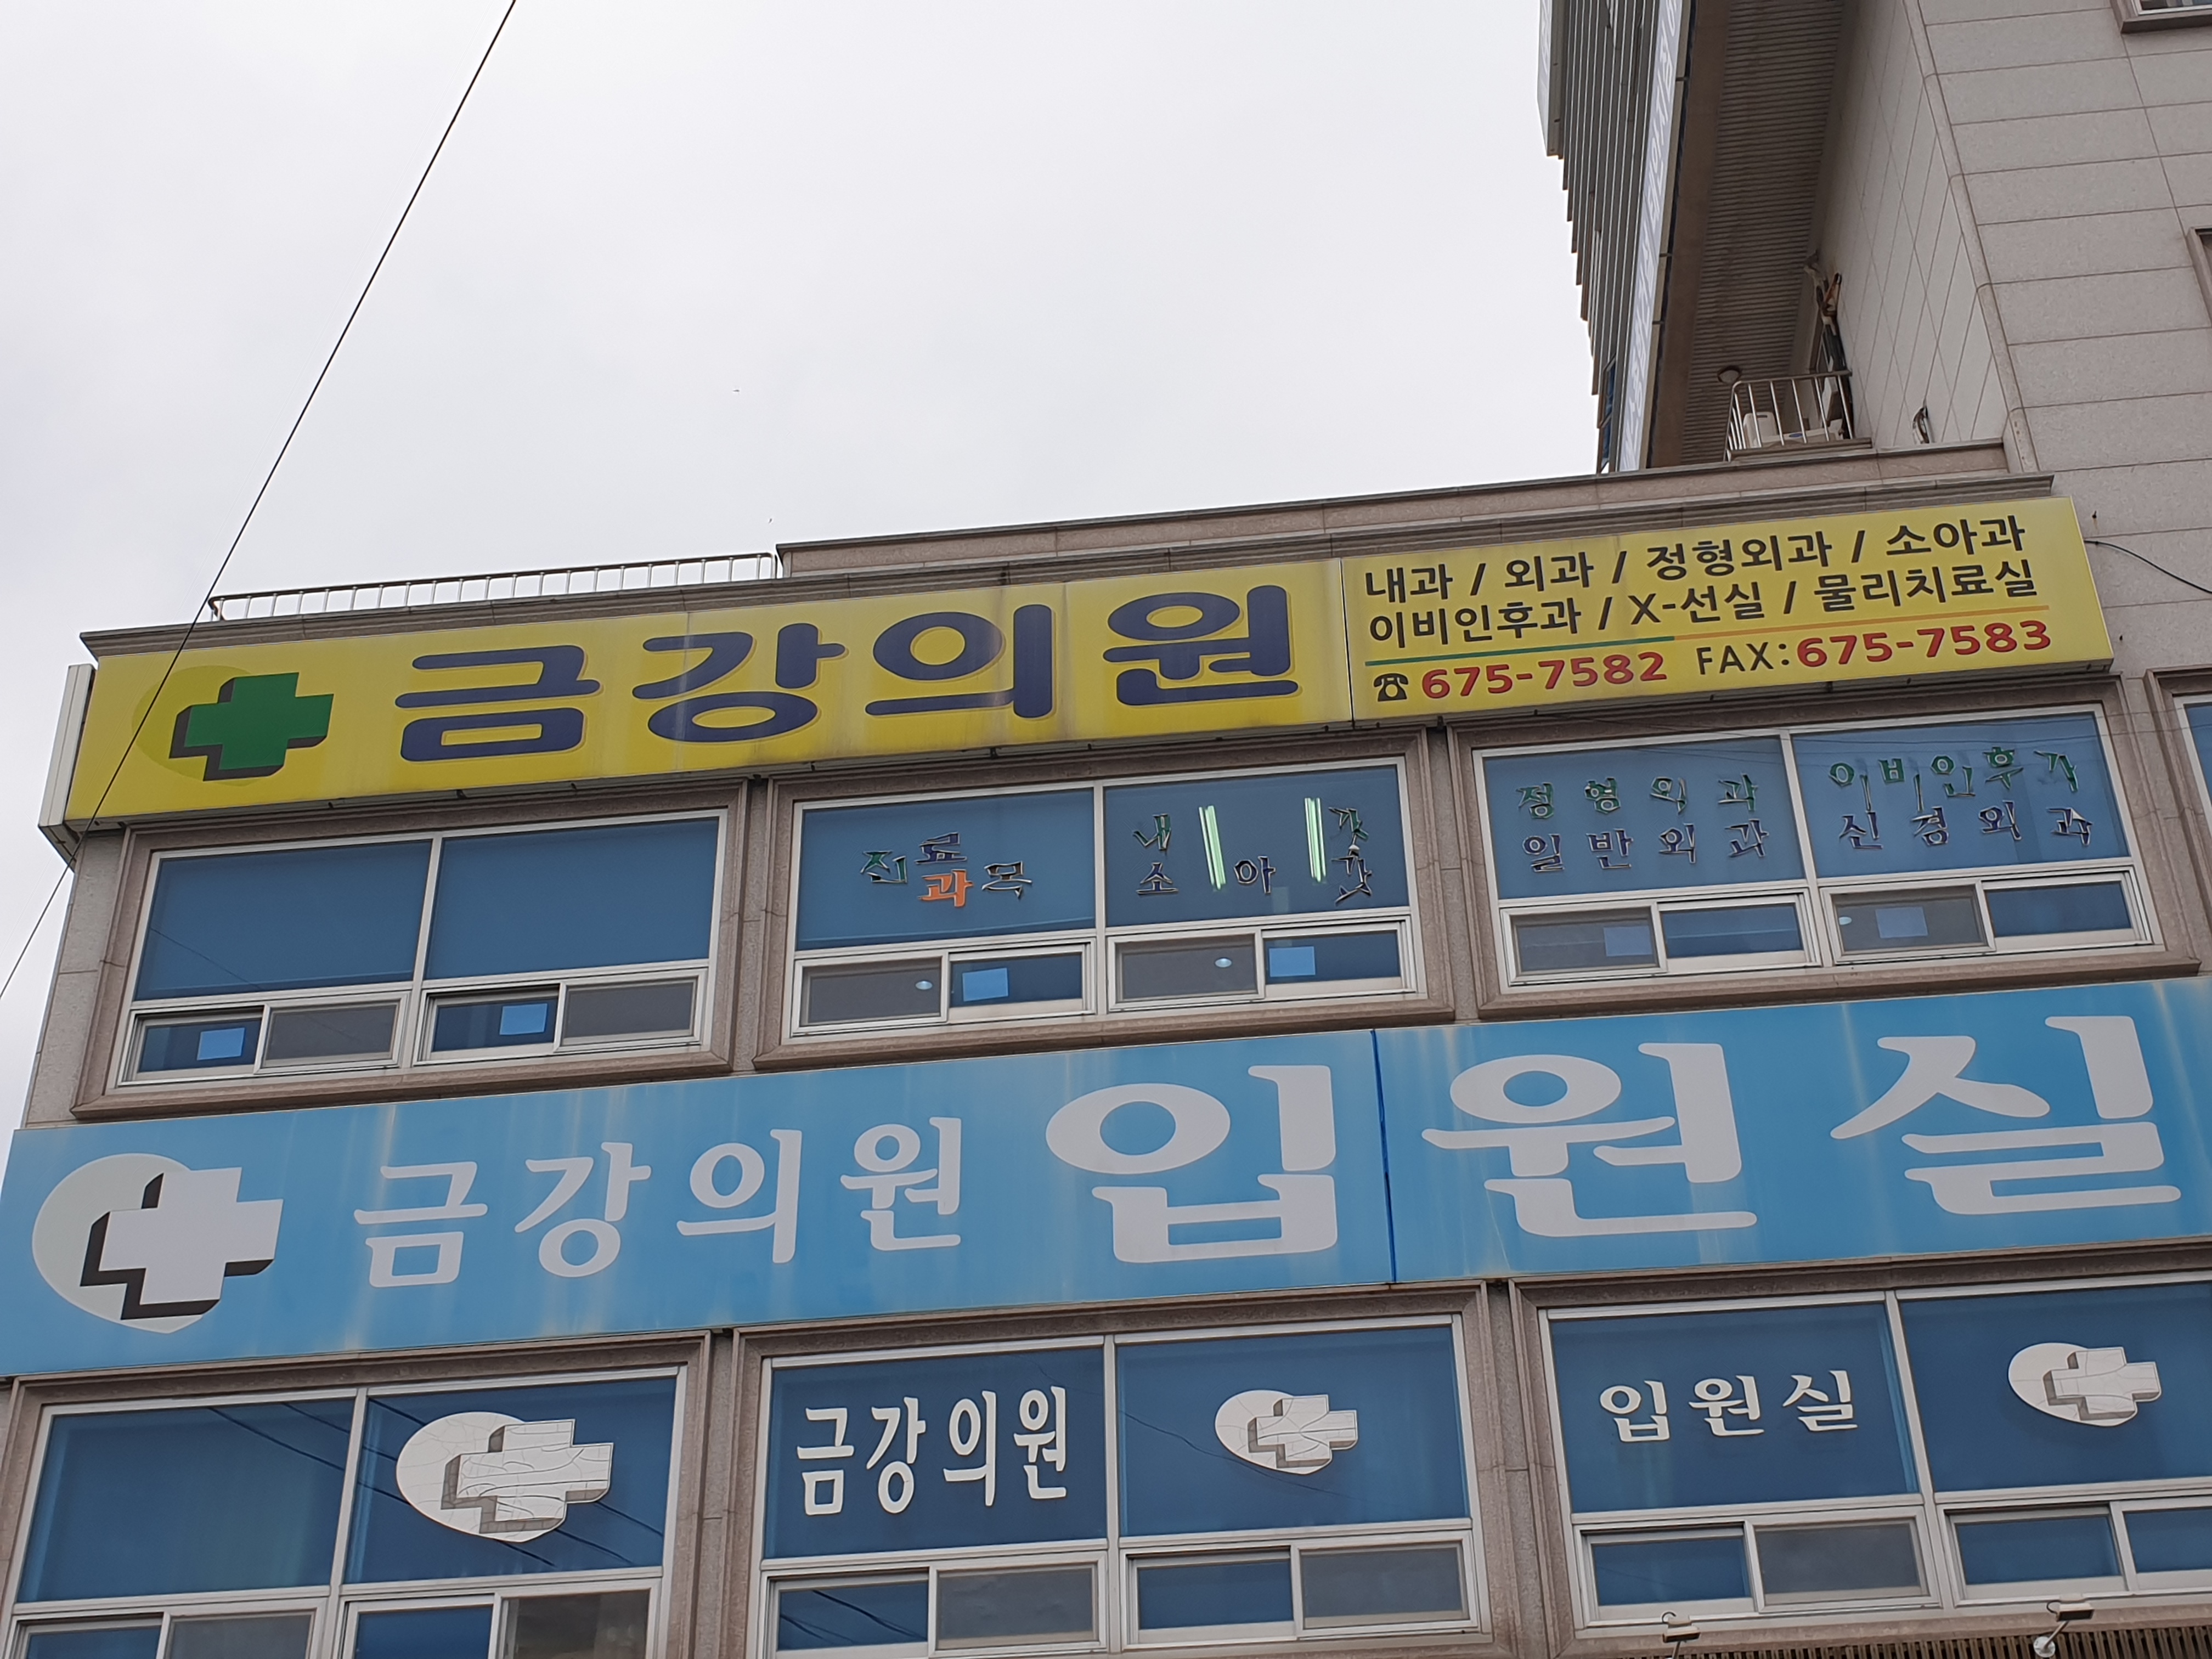 금강의원
내과 / 외과 / 정형외과 / 소아과
이비인후과 / X-선실 / 물리치료실
☎ 675-7582 FAX:675-7583
진료
과목
내 과
소 아 과
정형외과
일반외과
이비인후과
신경외과
금강의원 입원실
금강의원
입원실